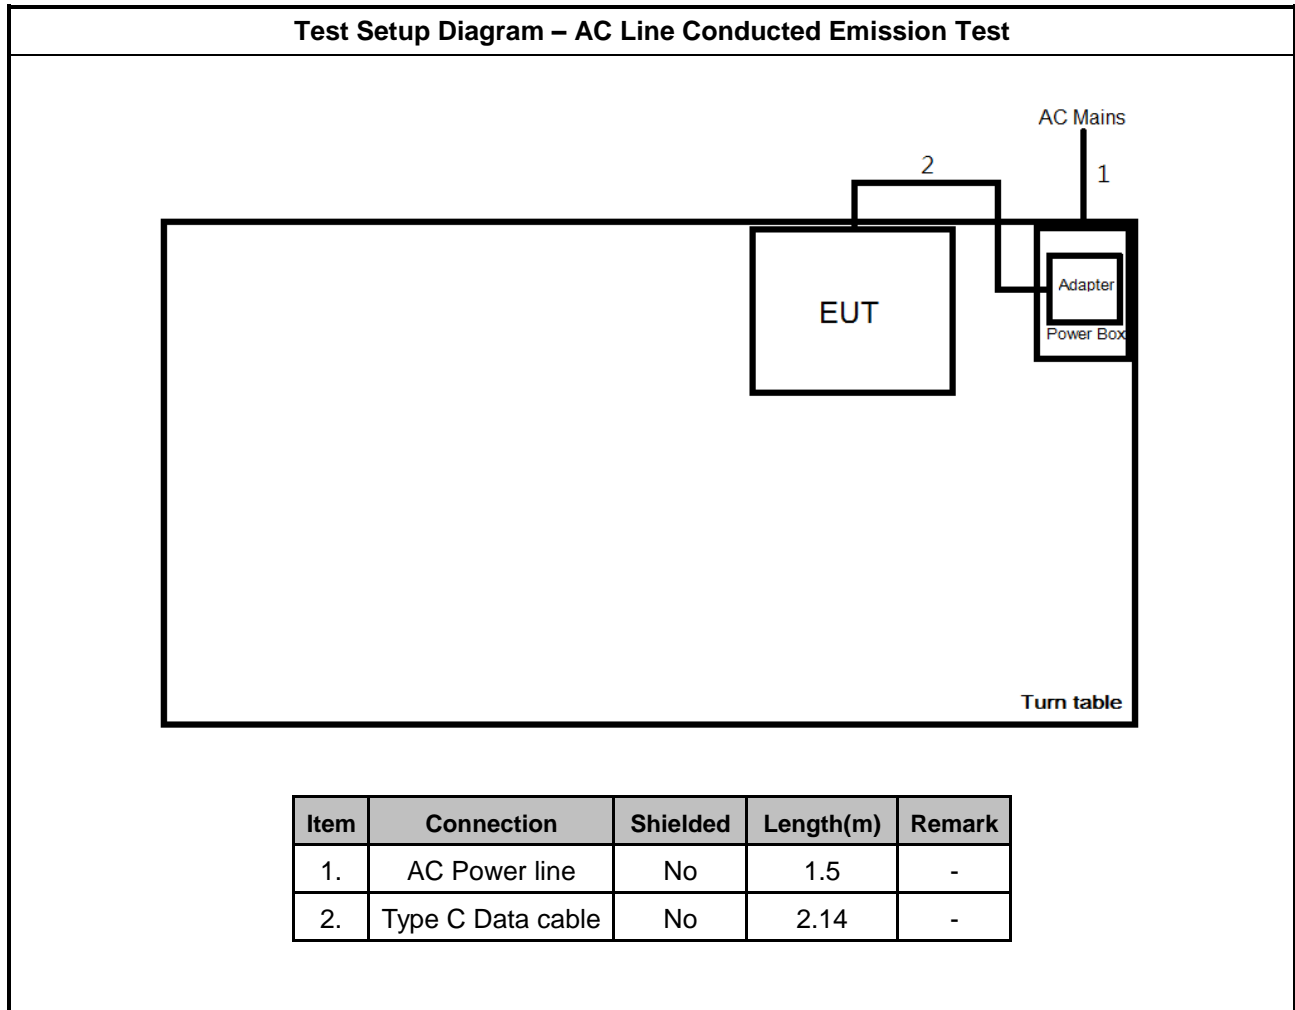 Test Setup Diagram – AC Line Conducted Emission Test
AC Mains
2
1
EUT
Adapter
Power Box
Turn table
Item Connection Shielded Length(m) Remark
1. AC Power line No 1.5 -
2. Type C Data cable No 2.14 -